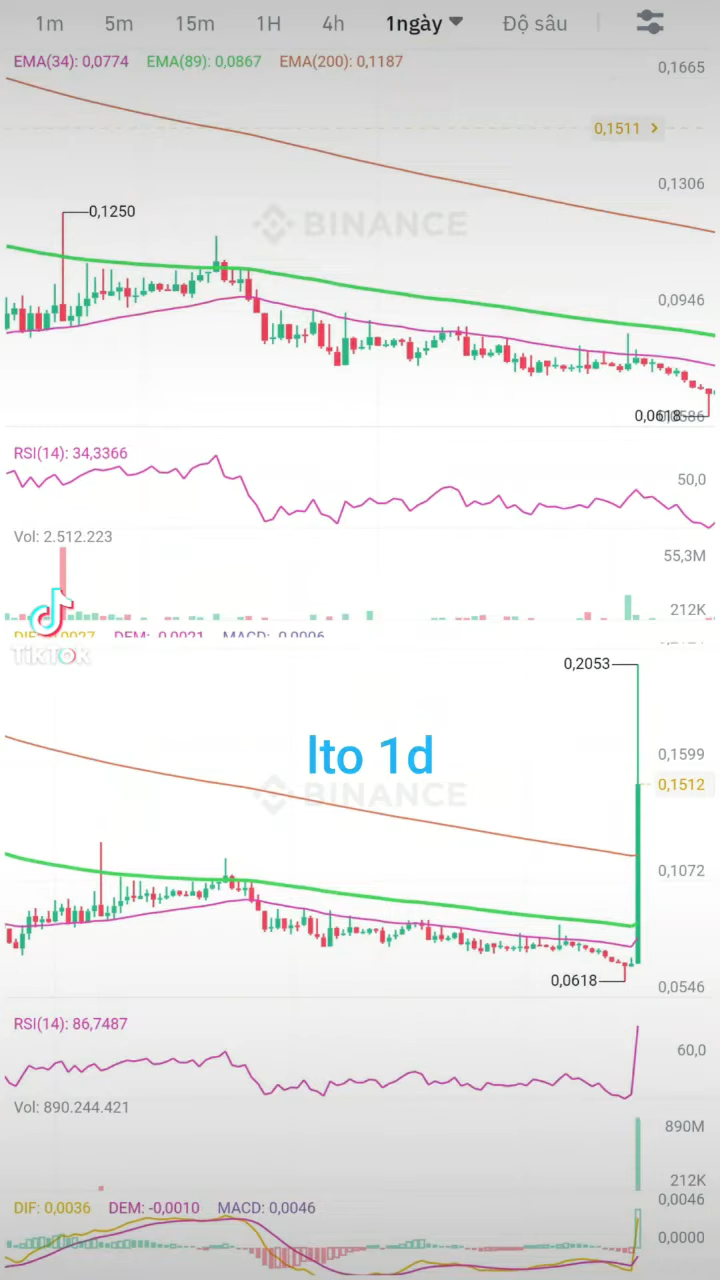 1m 5m 15m 1H 4h 1ngày Độ sâu
EMA(34): 0,0774 EMA(89): 0,0867 EMA(200): 0,1187
0,1665
0,1511
0,1306
0,1250
BINANCE
0,0946
0,0618
RSI(14): 34,3366
50,0
Vol: 2.512.223
55,3M
212K
TikTok
0,2053
lto 1d
0,1599
0,1512
BINANCE
0,1072
0,0618
0,0546
RSI(14): 86,7487
60,0
Vol: 890.244.421
890M
212K
DIF: 0,0036 DEM: -0,0010 MACD: 0,0046
0,0046
0,0000